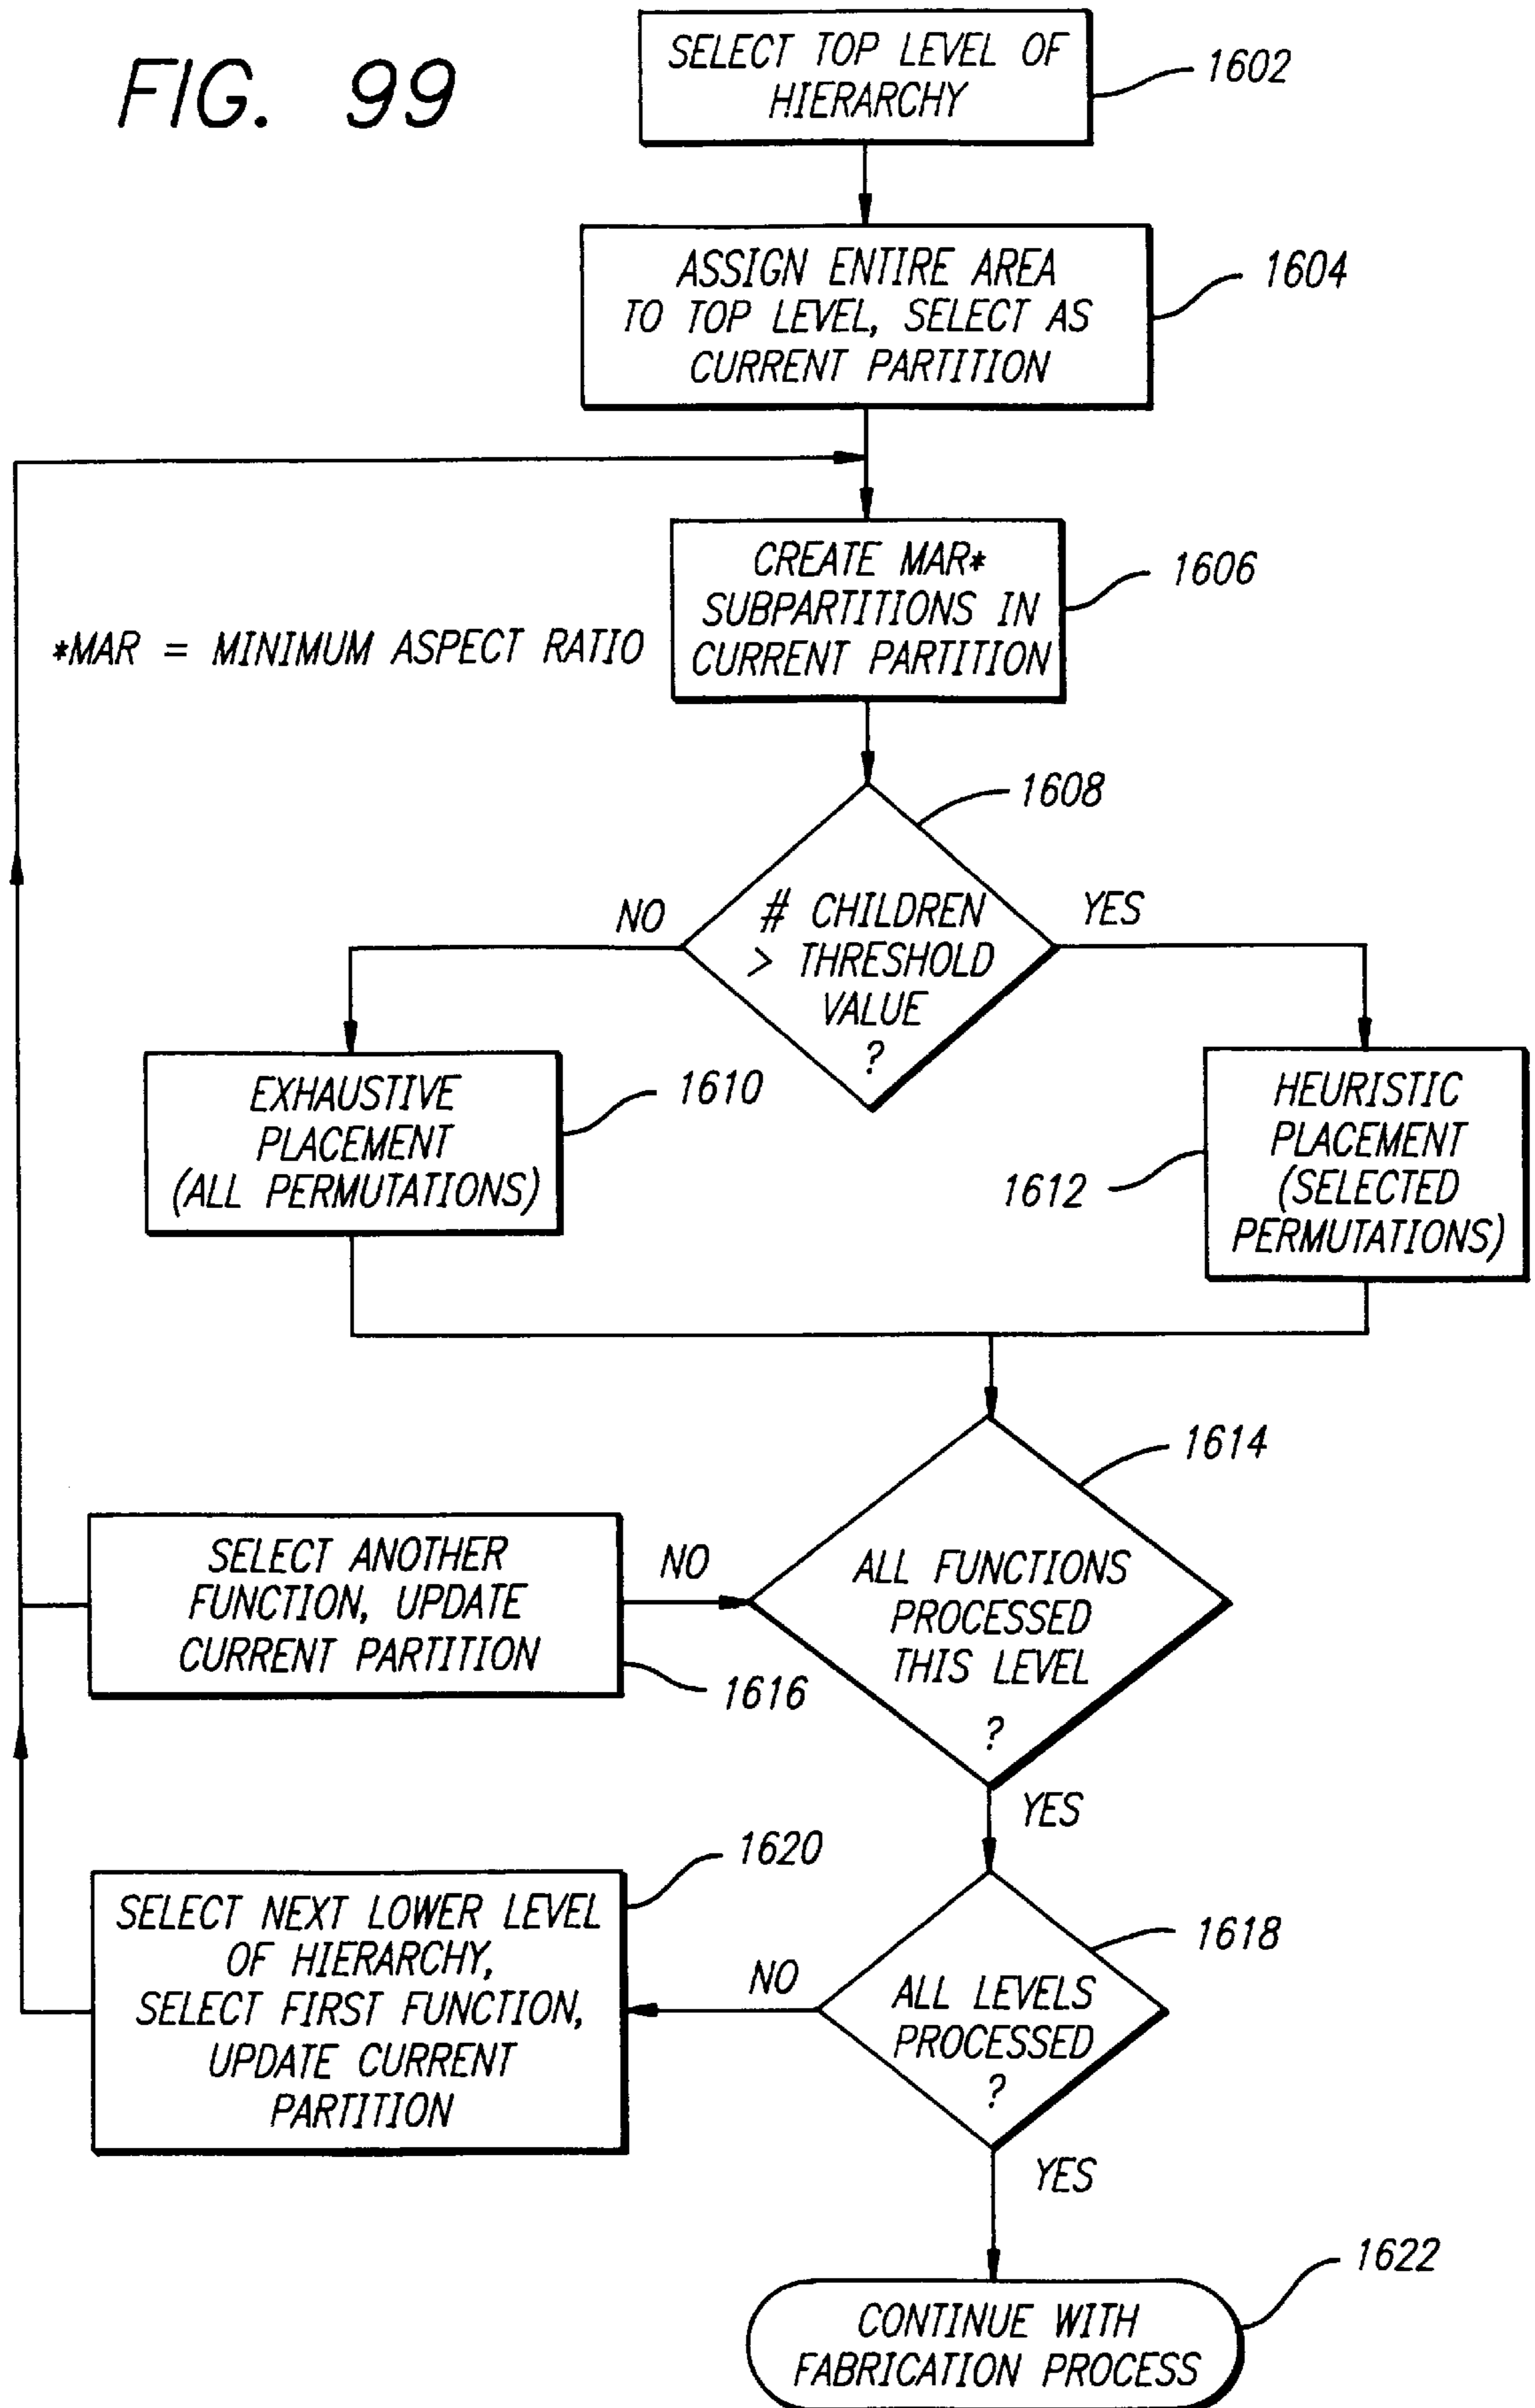 FIG. 99
SELECT TOP LEVEL OF
HIERARCHY
1602
ASSIGN ENTIRE AREA
TO TOP LEVEL, SELECT AS
CURRENT PARTITION
1604
CREATE MAR*
SUBPARTITIONS IN
CURRENT PARTITION
1606
*MAR = MINIMUM ASPECT RATIO
1608
# CHILDREN
> THRESHOLD
VALUE
?
NO
YES
EXHAUSTIVE
PLACEMENT
(ALL PERMUTATIONS)
1610
HEURISTIC
PLACEMENT
(SELECTED
PERMUTATIONS)
1612
1614
ALL FUNCTIONS
PROCESSED
THIS LEVEL
?
NO
SELECT ANOTHER
FUNCTION, UPDATE
CURRENT PARTITION
1616
YES
1618
ALL LEVELS
PROCESSED
?
NO
1620
SELECT NEXT LOWER LEVEL
OF HIERARCHY,
SELECT FIRST FUNCTION,
UPDATE CURRENT
PARTITION
YES
1622
CONTINUE WITH
FABRICATION PROCESS